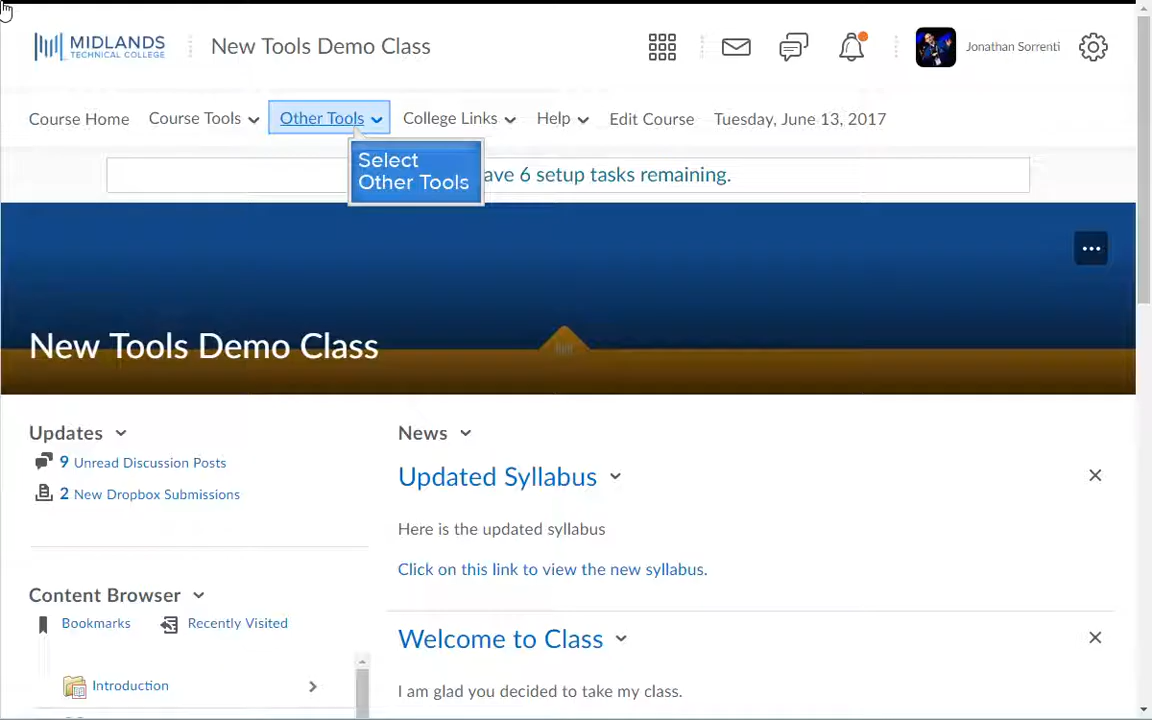 MIDLANDS
TECHNICAL COLLEGE
New Tools Demo Class
Jonathan Sorrenti
Course Home
Course Tools
Other Tools
College Links
Help
Edit Course
Tuesday, June 13, 2017
Select
Other Tools
ave 6 setup tasks remaining.
New Tools Demo Class
Updates
9 Unread Discussion Posts
2 New Dropbox Submissions
Content Browser
Bookmarks
Recently Visited
Introduction
News
Updated Syllabus
Here is the updated syllabus
Click on this link to view the new syllabus.
Welcome to Class
I am glad you decided to take my class.